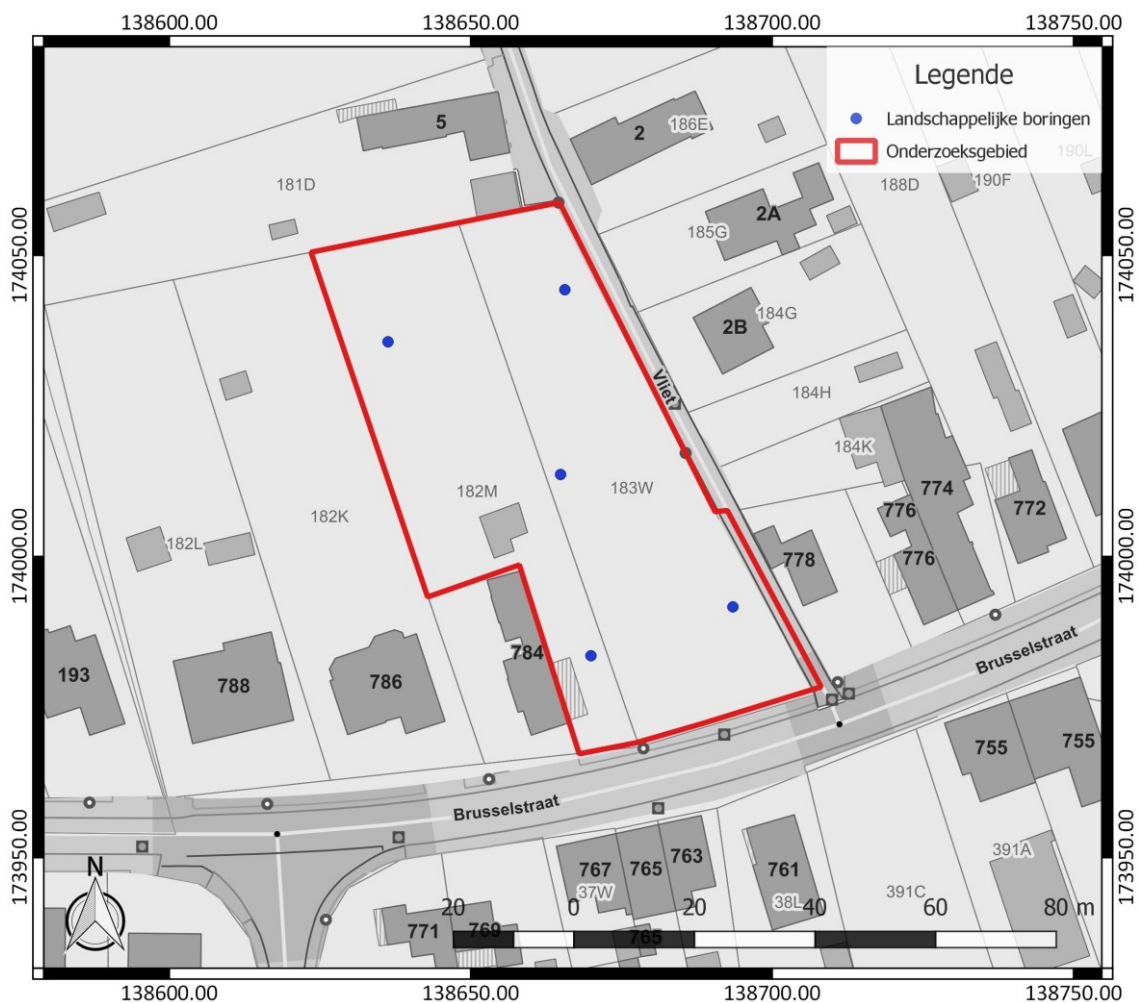 138600.00 138650.00 138700.00 138750.00
Legende
Landschappelijke boringen
Onderzoeksgebied
5
2
186E
190L
181D
188D
190F
2A
185G
174050.00
174050.00
2B
184G
Vliet
184H
184K
774
182M
183W
182K
776
772
182L
776
778
174000.00
174000.00
Brusselstraat
193
788
786
784
755
755
Brusselstraat
767
765
763
761
391A
37W
38L
391C
173950.00
173950.00
N
20 0 20 40 60 80 m
771
769
765
138600.00 138650.00 138700.00 138750.00